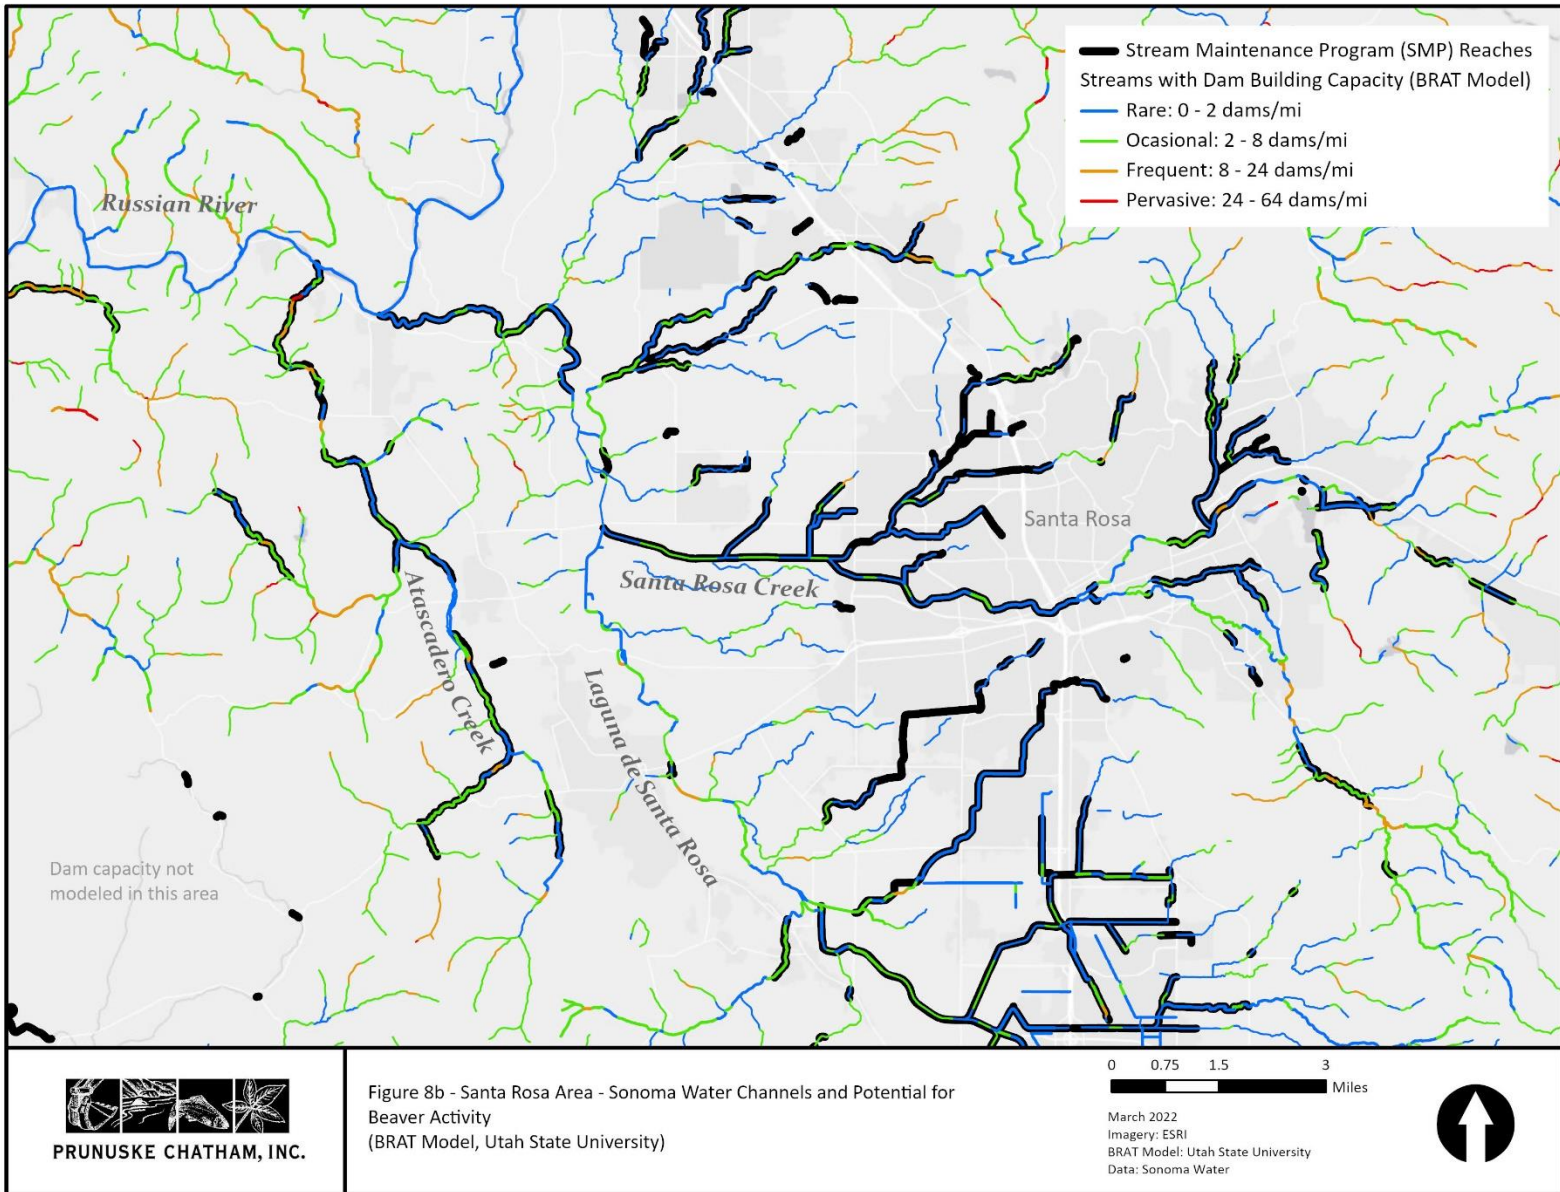 Stream Maintenance Program (SMP) Reaches
Streams with Dam Building Capacity (BRAT Model)
Rare: 0 - 2 dams/mi
Ocasional: 2 - 8 dams/mi
Frequent: 8 - 24 dams/mi
Pervasive: 24 - 64 dams/mi
Russian River
Santa Rosa
Santa Rosa Creek
Atascadero Creek
Laguna de Santa Rosa
Dam capacity not
modeled in this area
PRUNUSKE CHATHAM, INC.
Figure 8b - Santa Rosa Area - Sonoma Water Channels and Potential for
Beaver Activity
(BRAT Model, Utah State University)
0 0.75 1.5 3
Miles
March 2022
Imagery: ESRI
BRAT Model: Utah State University
Data: Sonoma Water